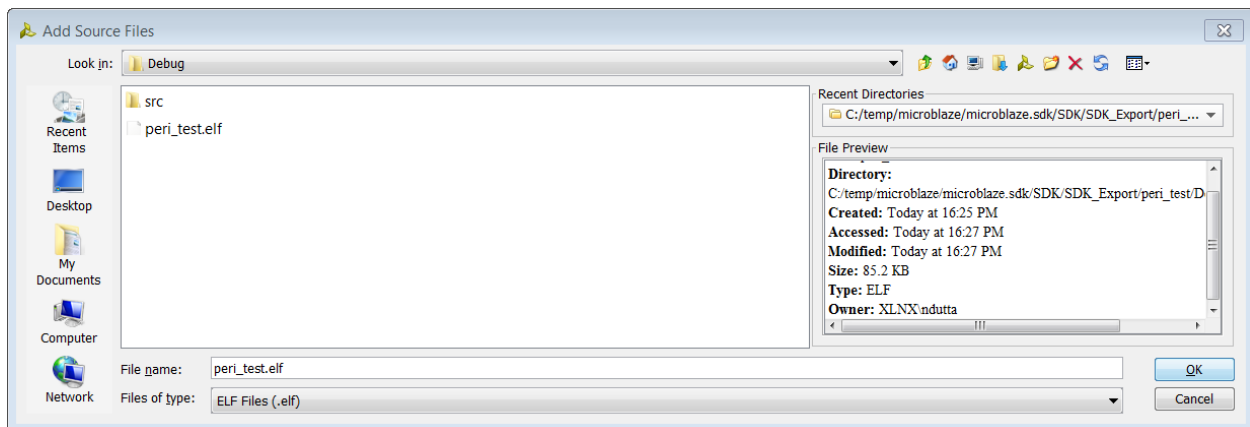 Add Source Files
Look in: Debug
Recent Items
Desktop
My Documents
Computer
Network
src
peri_test.elf
Recent Directories
C:/temp/microblaze/microblaze.sdk/SDK/SDK_Export/peri_...
File Preview
Directory:
C:/temp/microblaze/microblaze.sdk/SDK/SDK_Export/peri_test/D
Created: Today at 16:25 PM
Accessed: Today at 16:27 PM
Modified: Today at 16:27 PM
Size: 85.2 KB
Type: ELF
Owner: XLNX\ndutta
File name: peri_test.elf
OK
Files of type: ELF Files (.elf)
Cancel